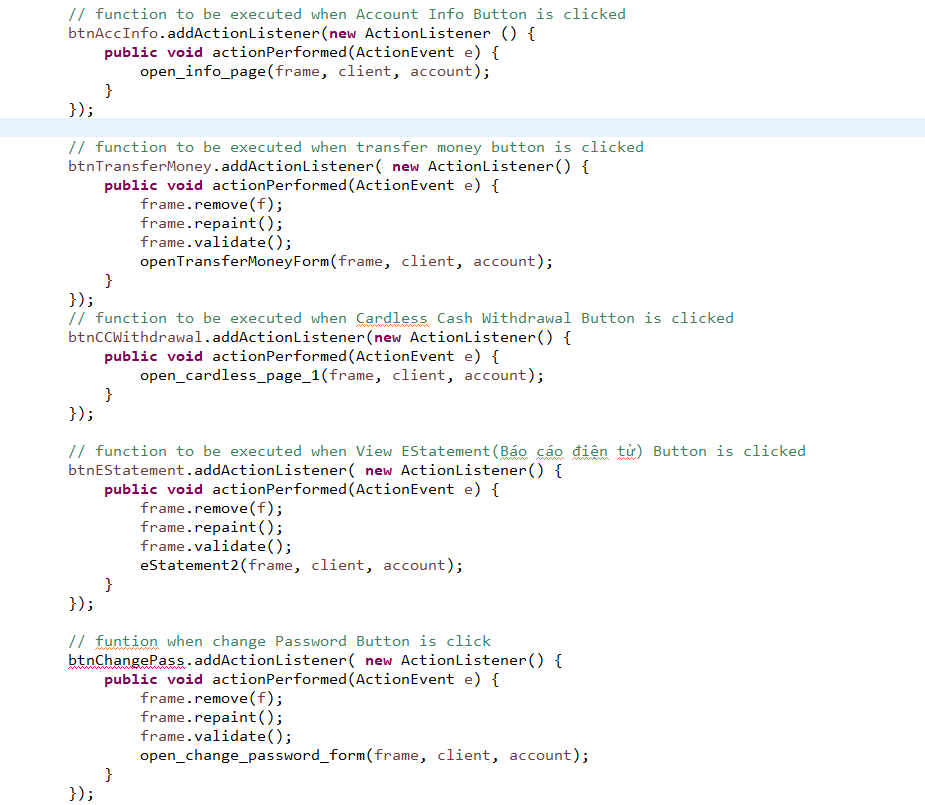 // function to be executed when Account Info Button is clicked
btnAccInfo.addActionListener(new ActionListener () {
public void actionPerformed(ActionEvent e) {
open_info_page(frame, client, account);
}
});
// function to be executed when transfer money button is clicked
btnTransferMoney.addActionListener( new ActionListener() {
public void actionPerformed(ActionEvent e) {
frame.remove(f);
frame.repaint();
frame.validate();
openTransferMoneyForm(frame, client, account);
}
});
// function to be executed when Cardless Cash Withdrawal Button is clicked
btnCCWithdrawal.addActionListener(new ActionListener() {
public void actionPerformed(ActionEvent e) {
open_cardless_page_1(frame, client, account);
}
});
// function to be executed when View EStatement(Báo cáo điện tử) Button is clicked
btnEStatement.addActionListener( new ActionListener() {
public void actionPerformed(ActionEvent e) {
frame.remove(f);
frame.repaint();
frame.validate();
eStatement2(frame, client, account);
}
});
// funtion when change Password Button is click
btnChangePass.addActionListener( new ActionListener() {
public void actionPerformed(ActionEvent e) {
frame.remove(f);
frame.repaint();
frame.validate();
open_change_password_form(frame, client, account);
}
});